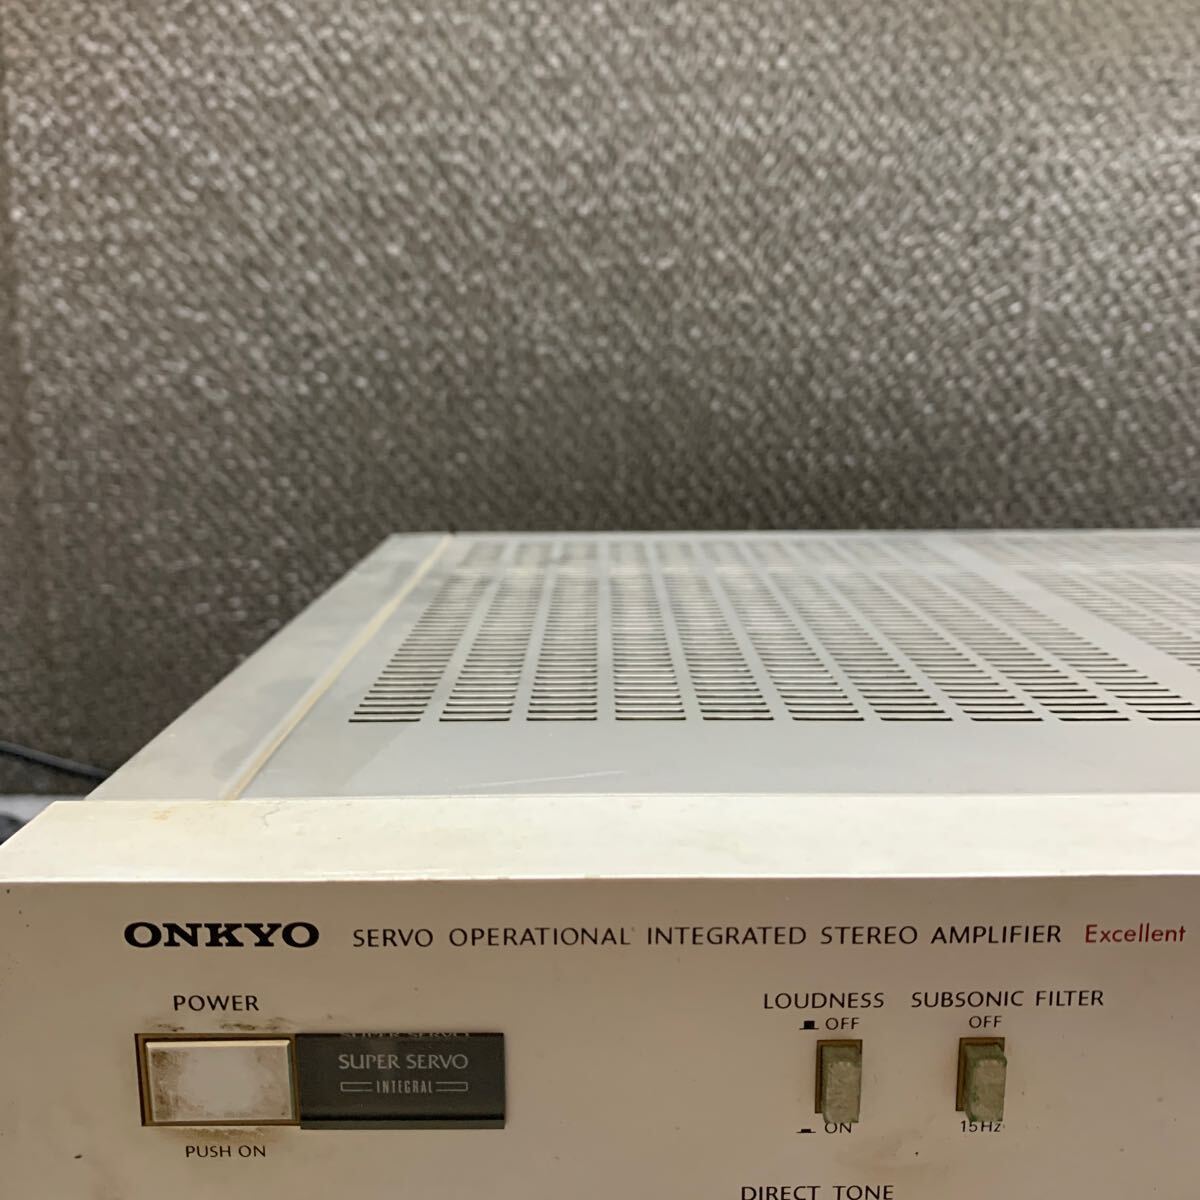 ONKYO SERVO OPERATIONAL INTEGRATED STEREO AMPLIFIER Excellent
POWER
SUPER SERVO
INTEGRAL
PUSH ON
LOUDNESS
OFF
ON
SUBSONIC FILTER
OFF
15Hz
DIRECT TONE